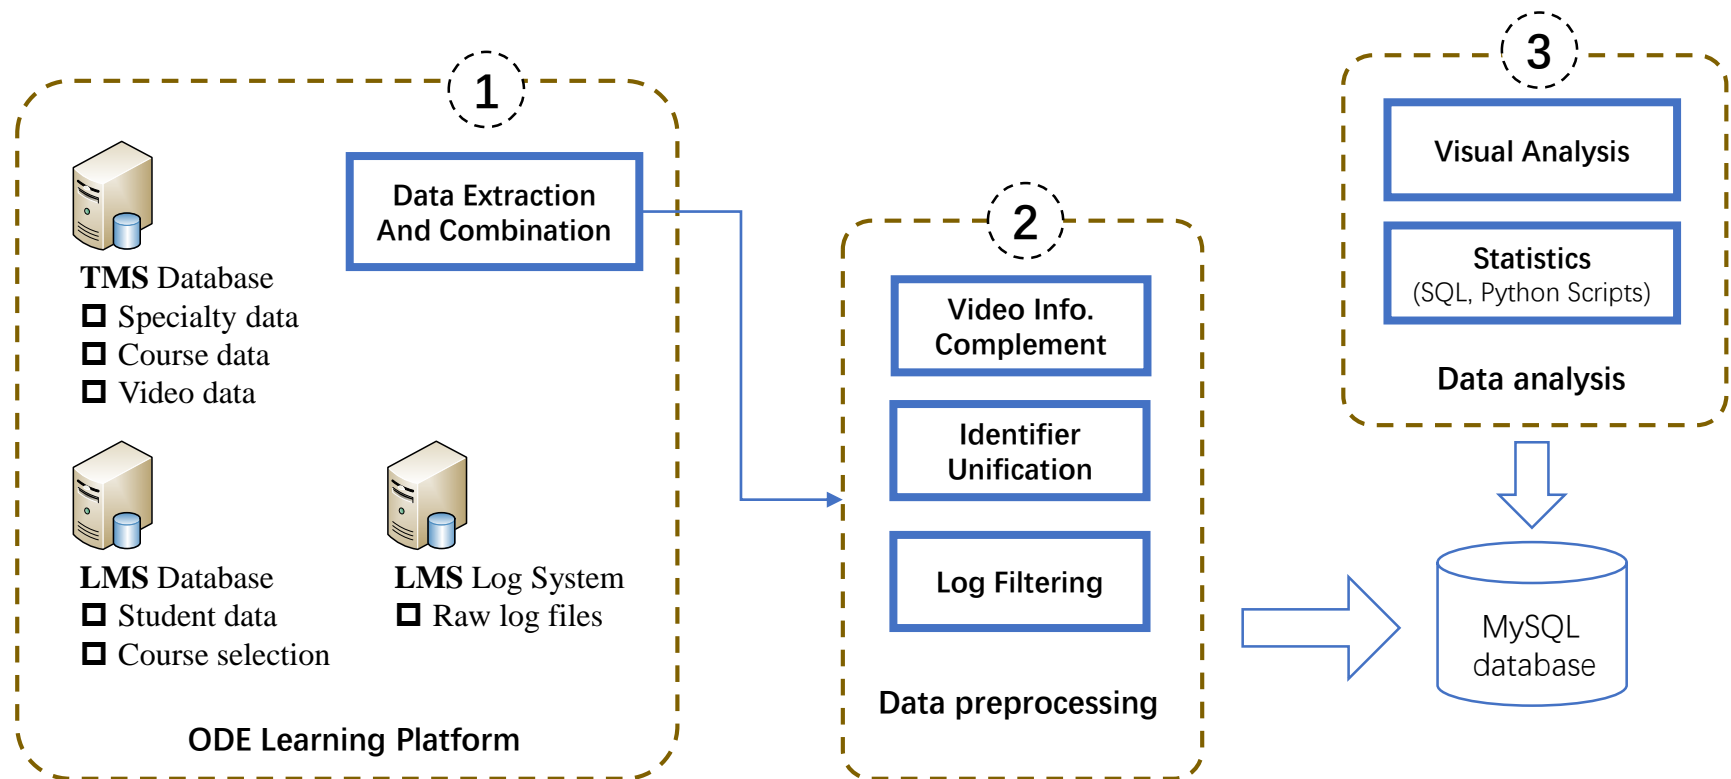 1
Data Extraction
And Combination
TMS Database
Specialty data
Course data
Video data
LMS Database
Student data
Course selection
LMS Log System
Raw log files
ODE Learning Platform
2
Video Info.
Complement
Identifier
Unification
Log Filtering
Data preprocessing
3
Visual Analysis
Statistics
(SQL, Python Scripts)
Data analysis
MySQL
database